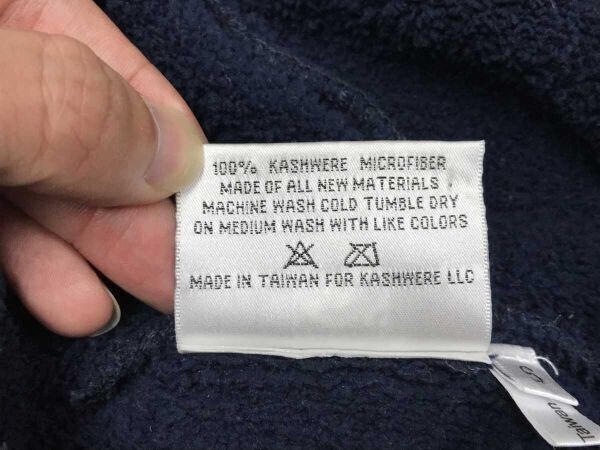 100% KASHWERE MICROFIBER
MADE OF ALL NEW MATERIALS.
MACHINE WASH COLD TUMBLE DRY
ON MEDIUM WASH WITH LIKE COLORS
MADE IN TAIWAN FOR KASHWERE LLC
S
Taiwan